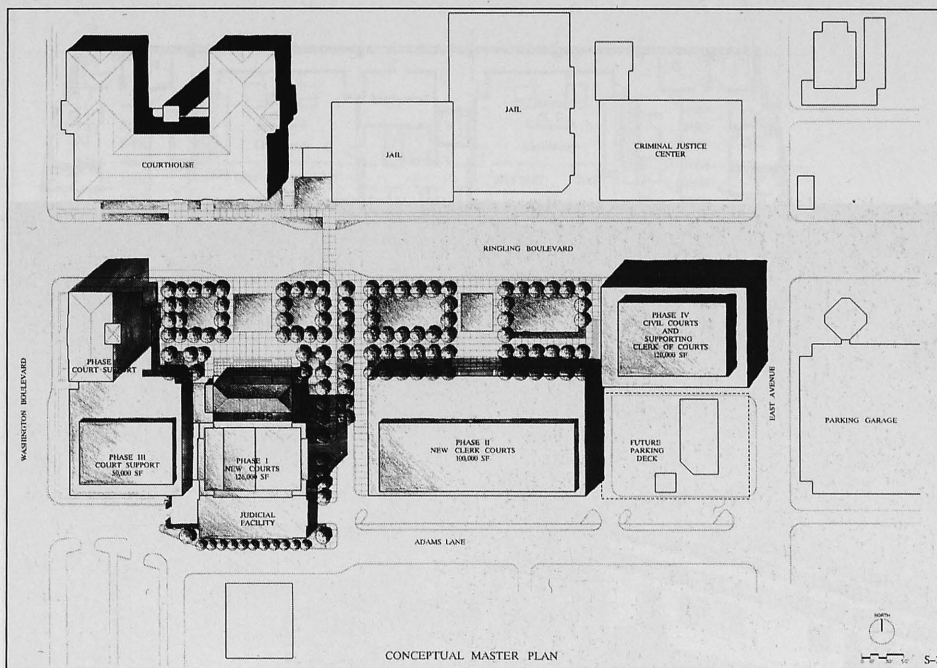 COURTHOUSE
JAIL
JAIL
CRIMINAL JUSTICE
CENTER
RINGLING BOULEVARD
WASHINGTON BOULEVARD
PHASE
COURT SUPPORT
PHASE III
COURT SUPPORT
50,000 SF
PHASE I
NEW COURTS
126,000 SF
JUDICIAL
FACILITY
PHASE II
NEW CLERK COURTS
100,000 SF
PHASE IV
CIVIL COURTS
AND
SUPPORTING
CLERK OF COURTS
120,000 SF
FUTURE
PARKING
DECK
EAST AVENUE
PARKING GARAGE
ADAMS LANE
CONCEPTUAL MASTER PLAN
NORTH